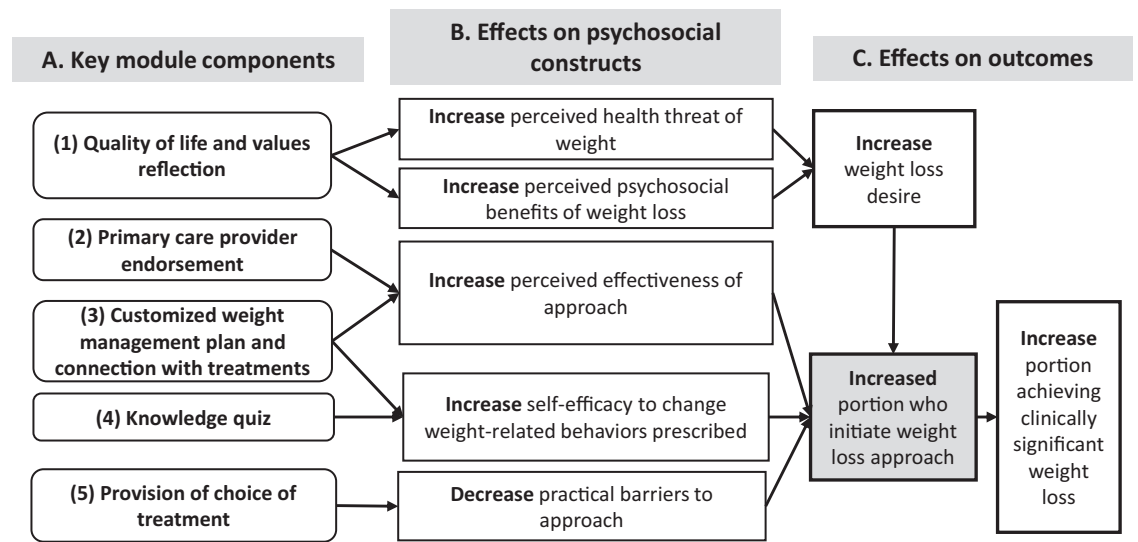 A. Key module components
B. Effects on psychosocial
constructs
C. Effects on outcomes
(1) Quality of life and values
reflection
(2) Primary care provider
endorsement
(3) Customized weight
management plan and
connection with treatments
(4) Knowledge quiz
(5) Provision of choice of
treatment
Increase perceived health threat of
weight
Increase perceived psychosocial
benefits of weight loss
Increase perceived effectiveness of
approach
Increase self-efficacy to change
weight-related behaviors prescribed
Decrease practical barriers to
approach
Increase
weight loss
desire
Increased
portion who
initiate weight
loss approach
Increase
portion
achieving
clinically
significant
weight
loss